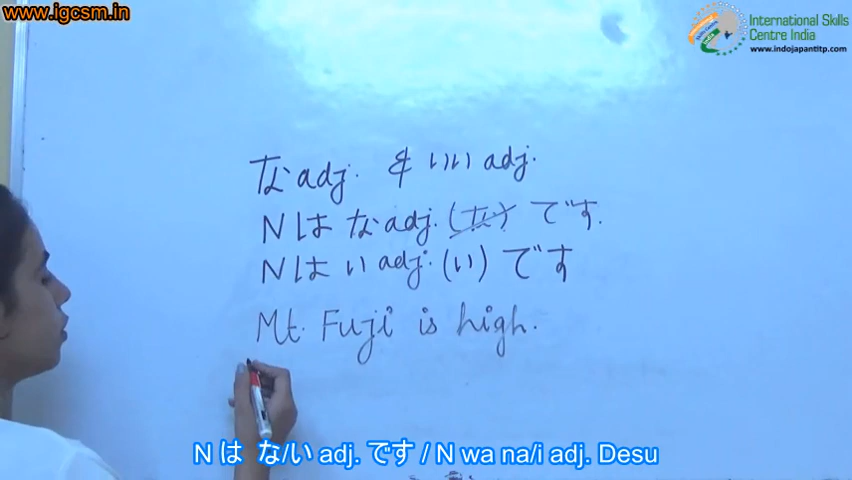 www.igcsm.in
International Skills
Centre India
www.indojapantitp.com
な adj. & いい adj.
N は な adj. (な) です.
N は い adj. (い) です
Mt. Fuji is high.
N は な/い adj. です / N wa na/i adj. Desu